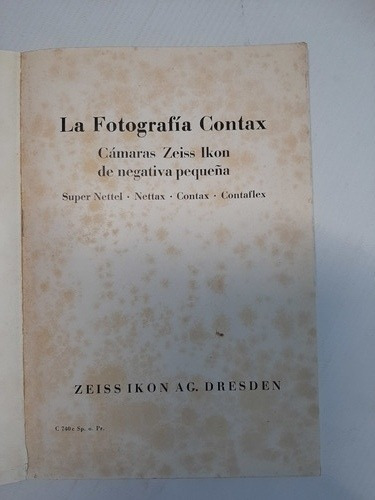 La Fotografía Contax
Cámaras Zeiss Ikon
de negativa pequeña
Super Nettel · Nettax · Contax · Contaflex
ZEISS IKON AG. DRESDEN
C 740 c Sp. o. Pr.